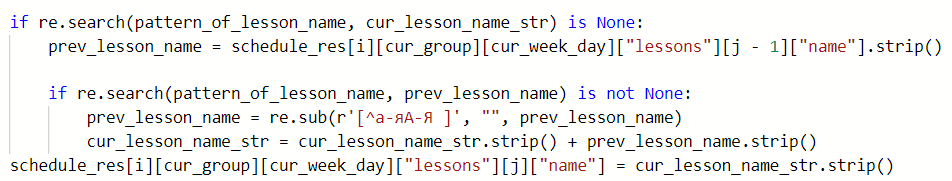 if re.search(pattern_of_lesson_name, cur_lesson_name_str) is None:
prev_lesson_name = schedule_res[i][cur_group][cur_week_day]["lessons"][j - 1]["name"].strip()
if re.search(pattern_of_lesson_name, prev_lesson_name) is not None:
prev_lesson_name = re.sub(r'[^а-яА-Я ]', "", prev_lesson_name)
cur_lesson_name_str = cur_lesson_name_str.strip() + prev_lesson_name.strip()
schedule_res[i][cur_group][cur_week_day]["lessons"][j]["name"] = cur_lesson_name_str.strip()